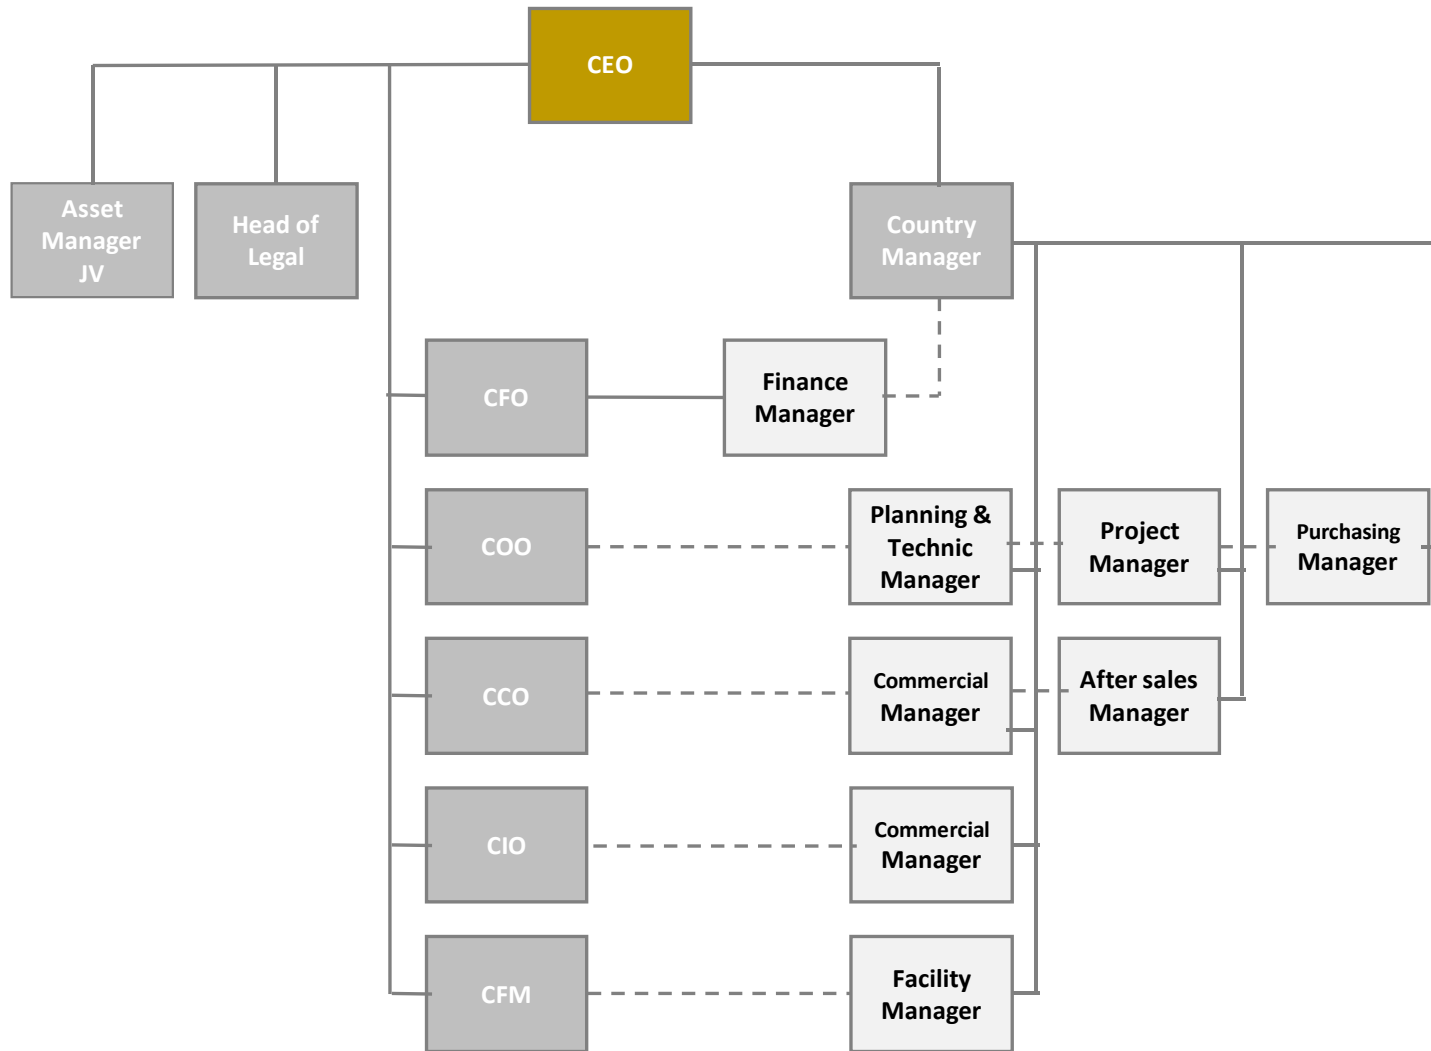 CEO
Asset
Manager
JV
Head of
Legal
Country
Manager
CFO
Finance
Manager
COO
Planning &
Technic
Manager
Project
Manager
Purchasing
Manager
CCO
Commercial
Manager
After sales
Manager
CIO
Commercial
Manager
CFM
Facility
Manager